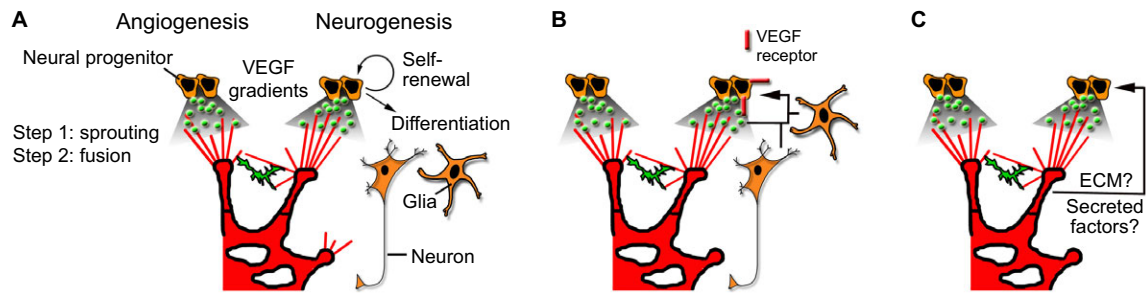 A
Angiogenesis
Neurogenesis
Neural progenitor
VEGF
gradients
Self-
renewal
Differentiation
Step 1: sprouting
Step 2: fusion
Glia
Neuron
B
VEGF
receptor
C
ECM?
Secreted
factors?